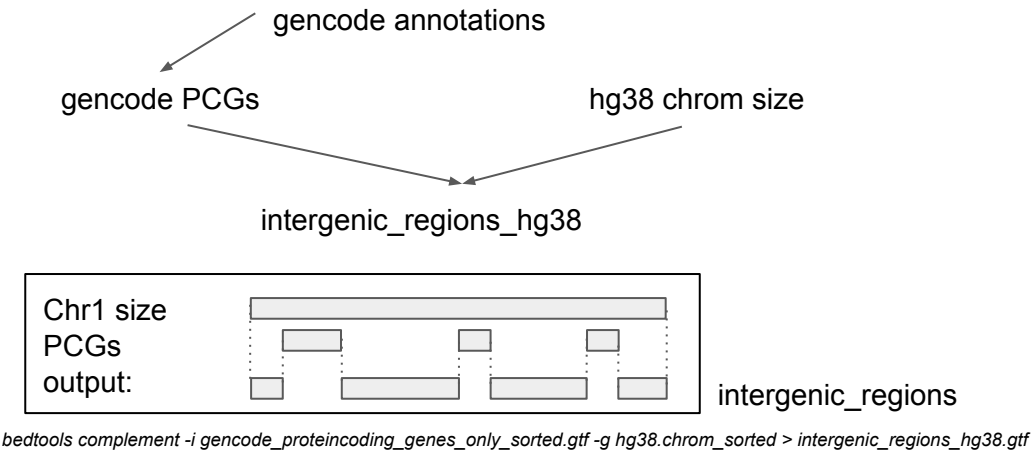 gencode annotations
gencode PCGs
hg38 chrom size
intergenic_regions_hg38
Chr1 size
PCGs
output:
intergenic_regions
bedtools complement -i gencode_proteincoding_genes_only_sorted.gtf -g hg38.chrom_sorted > intergenic_regions_hg38.gtf